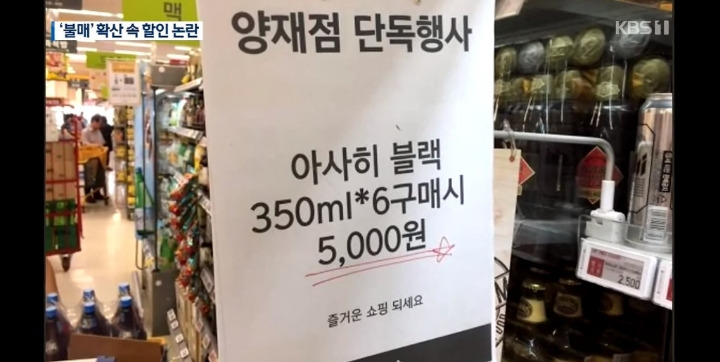 '불매' 확산 속 할인 논란
KBS 1
맥
양재점 단독행사
아사히 블랙
350ml*6구매시
5,000원
즐거운 쇼핑 되세요
2,500